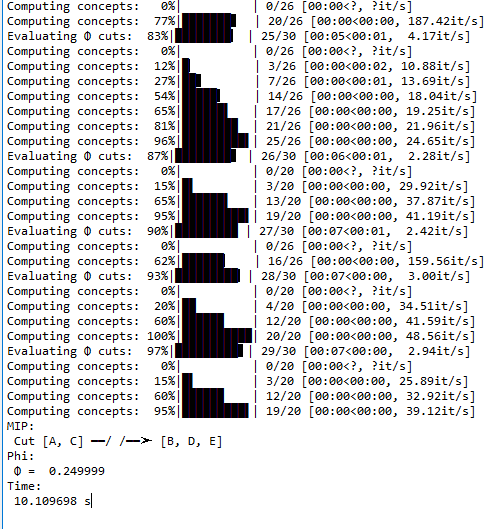 Computing concepts:   0%|          | 0/26 [00:00<?, ?it/s]
Computing concepts:  77%|███████▋  | 20/26 [00:00<00:00, 187.42it/s]
Evaluating Φ cuts:  83%|████████▎ | 25/30 [00:05<00:01,  4.17it/s]
Computing concepts:   0%|          | 0/26 [00:00<?, ?it/s]
Computing concepts:  12%|█▏        | 3/26 [00:00<00:02, 10.88it/s]
Computing concepts:  27%|██▋       | 7/26 [00:00<00:01, 13.69it/s]
Computing concepts:  54%|█████▍    | 14/26 [00:00<00:00, 18.04it/s]
Computing concepts:  65%|██████▌   | 17/26 [00:00<00:00, 19.25it/s]
Computing concepts:  81%|████████  | 21/26 [00:00<00:00, 21.96it/s]
Computing concepts:  96%|█████████▌| 25/26 [00:00<00:00, 24.65it/s]
Evaluating Φ cuts:  87%|████████▋ | 26/30 [00:06<00:01,  2.28it/s]
Computing concepts:   0%|          | 0/20 [00:00<?, ?it/s]
Computing concepts:  15%|█▌        | 3/20 [00:00<00:00, 29.92it/s]
Computing concepts:  65%|██████▌   | 13/20 [00:00<00:00, 37.87it/s]
Computing concepts:  95%|█████████▌| 19/20 [00:00<00:00, 41.19it/s]
Evaluating Φ cuts:  90%|█████████ | 27/30 [00:07<00:01,  2.42it/s]
Computing concepts:   0%|          | 0/26 [00:00<?, ?it/s]
Computing concepts:  62%|██████▏   | 16/26 [00:00<00:00, 159.56it/s]
Evaluating Φ cuts:  93%|█████████▎| 28/30 [00:07<00:00,  3.00it/s]
Computing concepts:   0%|          | 0/20 [00:00<?, ?it/s]
Computing concepts:  20%|██        | 4/20 [00:00<00:00, 34.51it/s]
Computing concepts:  60%|██████    | 12/20 [00:00<00:00, 41.59it/s]
Computing concepts: 100%|██████████| 20/20 [00:00<00:00, 48.56it/s]
Evaluating Φ cuts:  97%|█████████▋| 29/30 [00:07<00:00,  2.94it/s]
Computing concepts:   0%|          | 0/20 [00:00<?, ?it/s]
Computing concepts:  15%|█▌        | 3/20 [00:00<00:00, 25.89it/s]
Computing concepts:  60%|██████    | 12/20 [00:00<00:00, 32.92it/s]
Computing concepts:  95%|█████████▌| 19/20 [00:00<00:00, 39.12it/s]
MIP:
Cut [A, C] ━━/ /━━➤ [B, D, E]
Phi:
Φ =  0.249999
Time:
10.109698 s